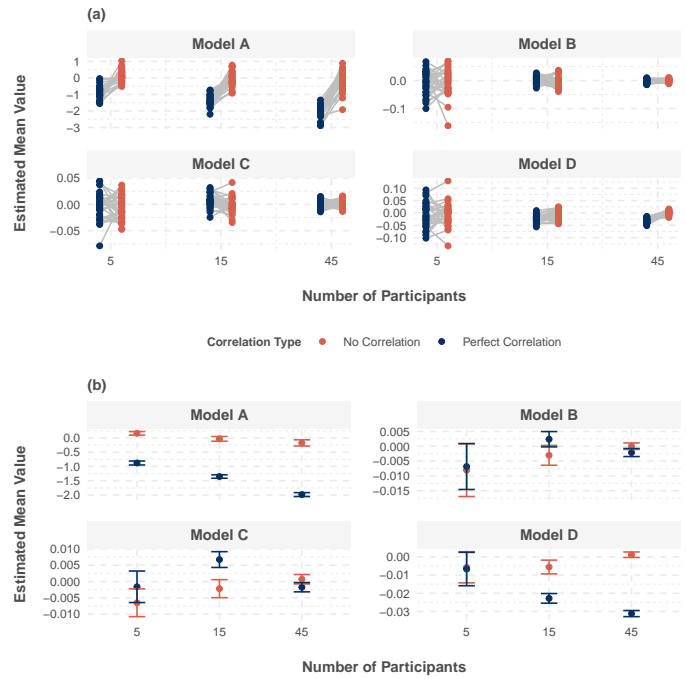 (a)
Model A
Model B
1
0
−1
−2
−3
0.0
−0.1
Model C
Model D
0.05
0.00
−0.05
0.10
0.05
0.00
−0.05
−0.10
5
15
45
5
15
45
Estimated Mean Value
Number of Participants
Correlation Type
No Correlation
Perfect Correlation
(b)
Model A
Model B
0.0
−0.5
−1.0
−1.5
−2.0
0.005
0.000
−0.005
−0.010
−0.015
Model C
Model D
0.010
0.005
0.000
−0.005
−0.010
0.00
−0.01
−0.02
−0.03
5
15
45
5
15
45
Estimated Mean Value
Number of Participants